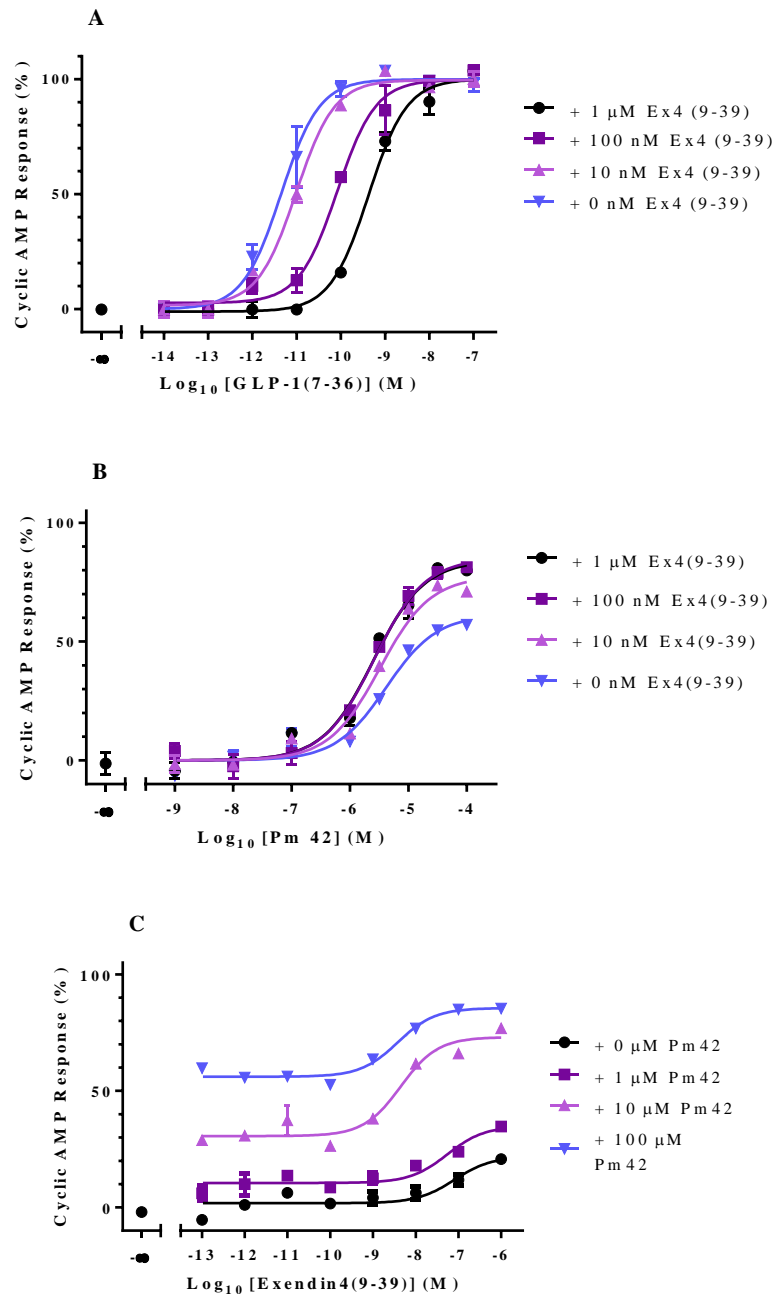 A
Cyclic AMP Response (%)
100
50
0
-∞
-14 -13 -12 -11 -10 -9 -8 -7
Log10 [GLP-1(7-36)] (M)
+ 1 µM Ex4 (9-39)
+ 100 nM Ex4 (9-39)
+ 10 nM Ex4 (9-39)
+ 0 nM Ex4 (9-39)
B
Cyclic AMP Response (%)
100
50
0
-∞
-9 -8 -7 -6 -5 -4
Log10 [Pm 42] (M)
+ 1 µM Ex4(9-39)
+ 100 nM Ex4(9-39)
+ 10 nM Ex4(9-39)
+ 0 nM Ex4(9-39)
C
Cyclic AMP Response (%)
100
50
0
-∞
-13 -12 -11 -10 -9 -8 -7 -6
Log10 [Exendin4(9-39)] (M)
+ 0 µM Pm42
+ 1 µM Pm42
+ 10 µM Pm42
+ 100 µM
Pm42